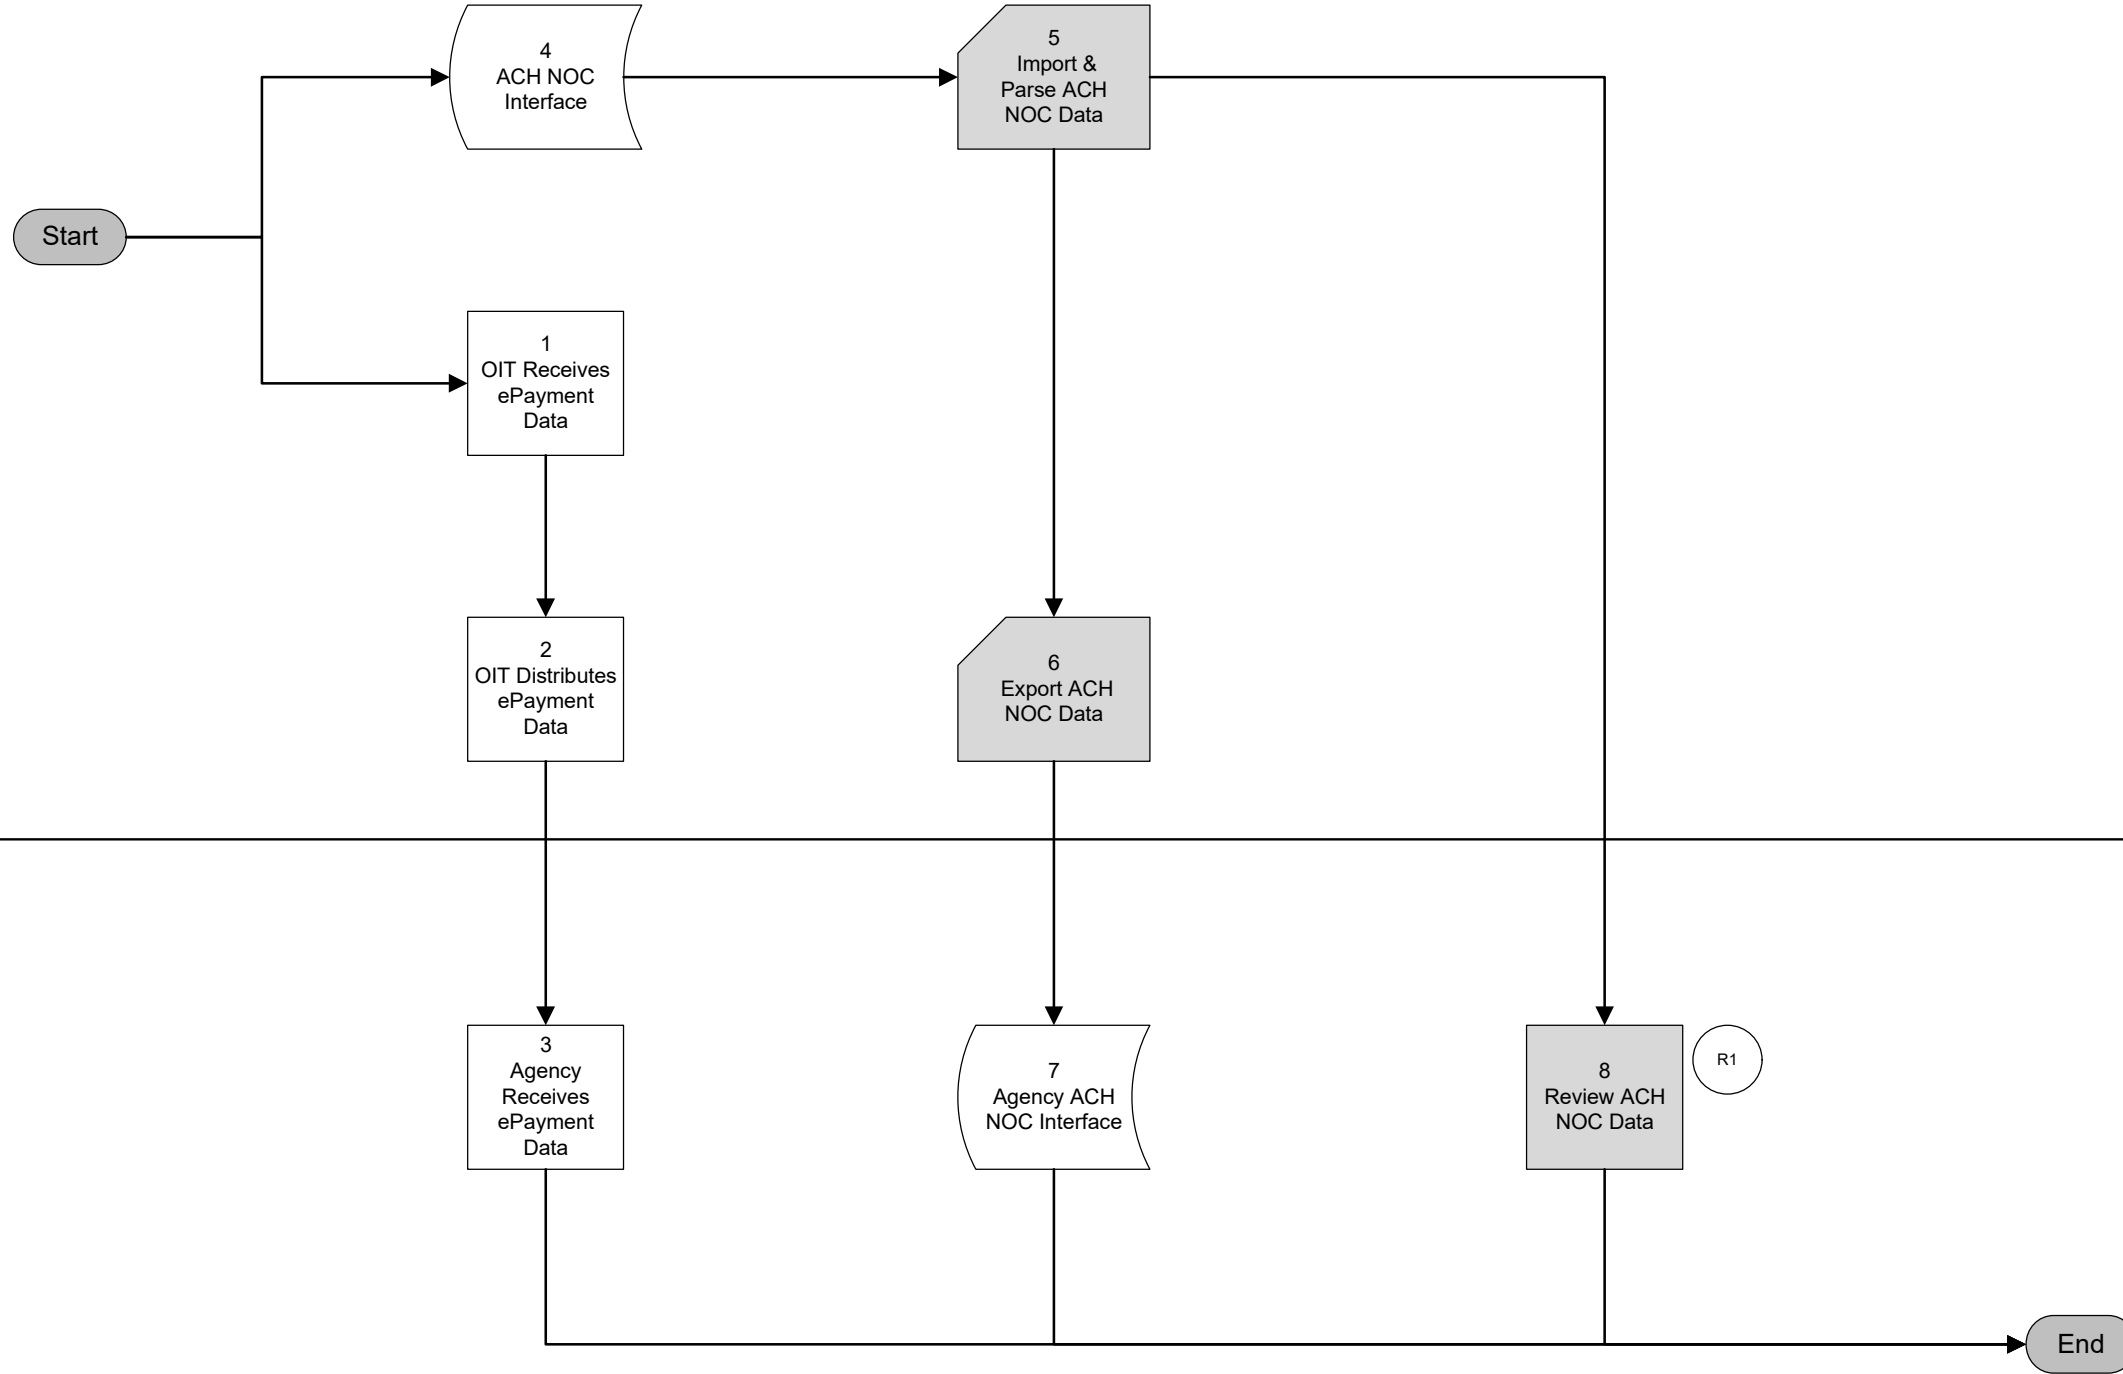 4
ACH NOC
Interface
5
Import &
Parse ACH
NOC Data
Start
1
OIT Receives
ePayment
Data
2
OIT Distributes
ePayment
Data
6
Export ACH
NOC Data
3
Agency
Receives
ePayment
Data
7
Agency ACH
NOC Interface
8
Review ACH
NOC Data
R1
End